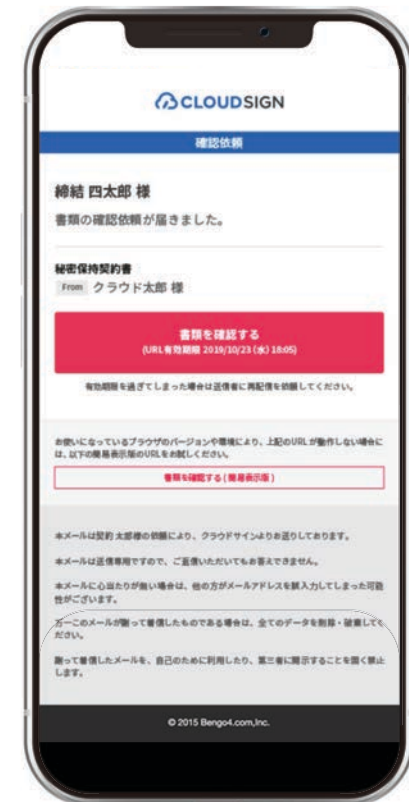 CLOUDSIGN
確認依頼
締結 四太郎 様
書類の確認依頼が届きました。
秘密保持契約書
From クラウド太郎 様
書類を確認する
(URL有効期限 2019/10/23 (水) 18:05)
有効期限を過ぎてしまった場合は送信者に再配信を依頼してください。
お使いになっているブラウザのバージョンや環境により、上記のURLが動作しない場合に
は、以下の簡易表示版のURLをお試しください。
書類を確認する ( 簡易表示版 )
本メールは契約 太郎様の依頼により、クラウドサインよりお送りしております。
本メールは送信専用ですので、ご返信いただいてもお答えできません。
本メールに心当たりが無い場合は、他の方がメールアドレスを誤入力してしまった可能
性がございます。
万一このメールが誤って着信したものである場合は、全てのデータを削除・破棄してく
ださい。
誤って着信したメールを、自己のために利用したり、第三者に開示することを固く禁止
します。
© 2015 Bengo4.com,Inc.